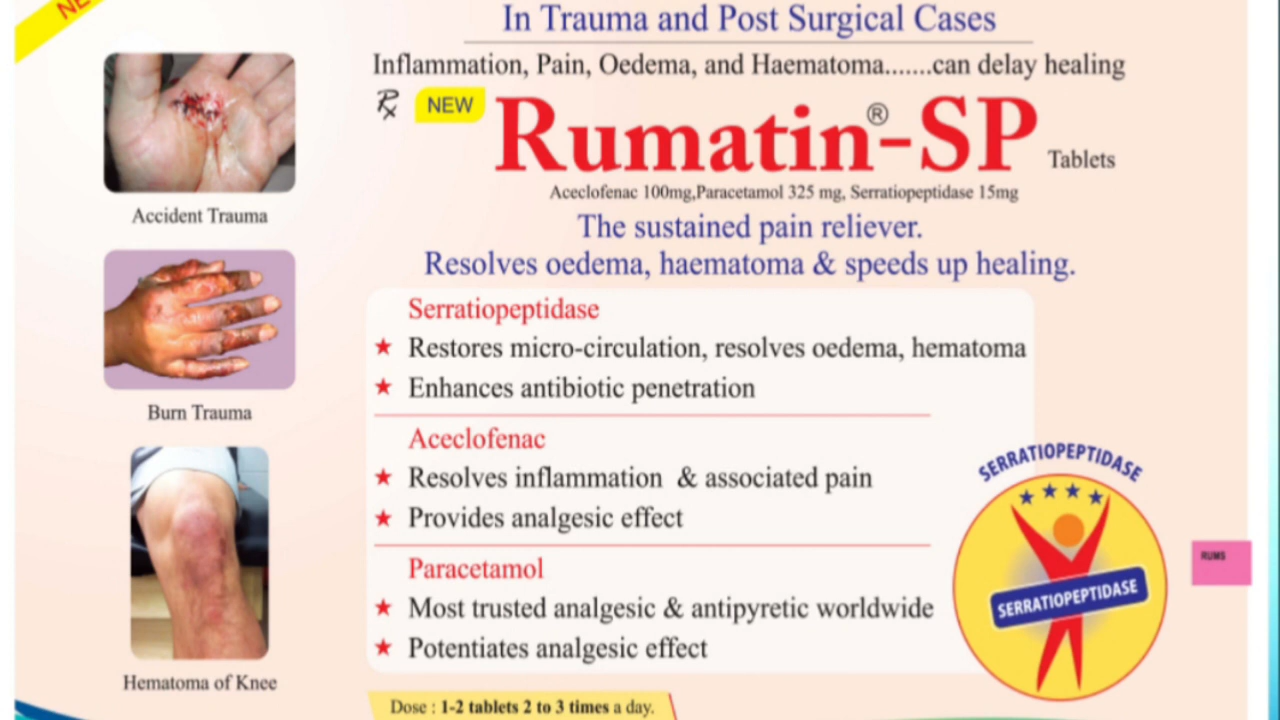 NE
In Trauma and Post Surgical Cases
Inflammation, Pain, Oedema, and Haematoma.......can delay healing
℞ NEW Rumatin®-SP Tablets
Aceclofenac 100mg,Paracetamol 325 mg, Serratiopeptidase 15mg
The sustained pain reliever.
Resolves oedema, haematoma & speeds up healing.
Accident Trauma
Burn Trauma
Hematoma of Knee
Serratiopeptidase
★ Restores micro-circulation, resolves oedema, hematoma
★ Enhances antibiotic penetration
Aceclofenac
★ Resolves inflammation & associated pain
★ Provides analgesic effect
Paracetamol
★ Most trusted analgesic & antipyretic worldwide
★ Potentiates analgesic effect
SERRATIOPEPTIDASE
SERRATIOPEPTIDASE
RUMS
Dose : 1-2 tablets 2 to 3 times a day.